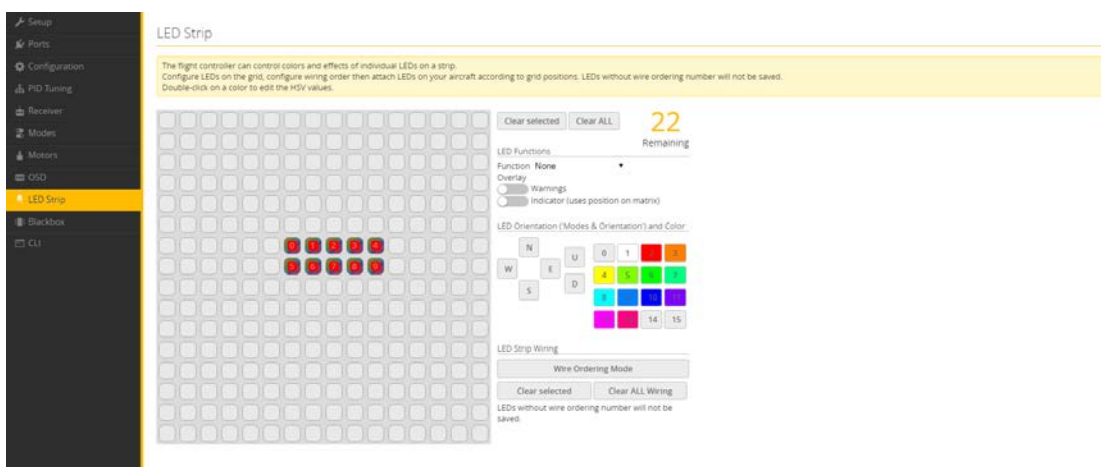 Setup
Ports
Configuration
PID Tuning
Receiver
Modes
Motors
OSD
LED Strip
Blackbox
CLI
LED Strip
The flight controller can control colors and effects of individual LEDs on a strip.
Configure LEDs on the grid, configure wiring order then attach LEDs on your aircraft according to grid positions. LEDs without wire ordering number will not be saved.
Double-click on a color to edit the HSV values.
0 1 2 3 4
5 6 7 8 9
Clear selected Clear ALL 22
Remaining
LED Functions
Function None
Overlay
Warnings
Indicator (uses position on matrix)
LED Orientation ('Modes & Orientation') and Color
N
U
W
E
S
D
0 1 2 3
4 5 6 7
8 10 11
14 15
LED Strip Wiring
Wire Ordering Mode
Clear selected Clear ALL Wiring
LEDs without wire ordering number will not be
saved.